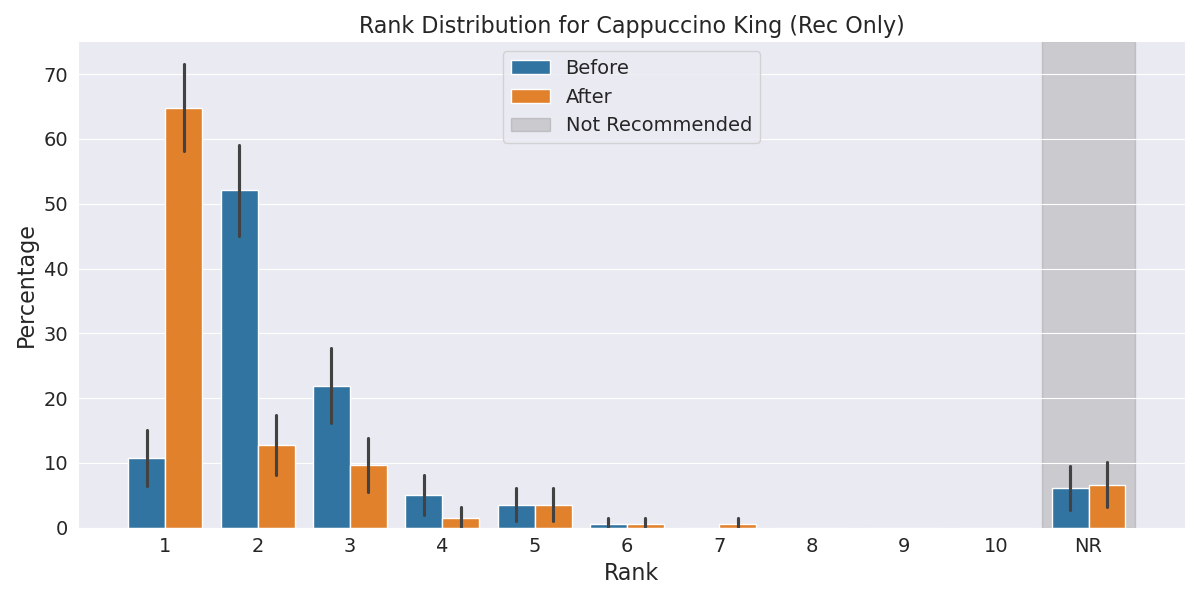 Rank Distribution for Cappuccino King (Rec Only)
Before
After
Not Recommended
Percentage
70
60
50
40
30
20
10
0
1 2 3 4 5 6 7 8 9 10 NR
Rank